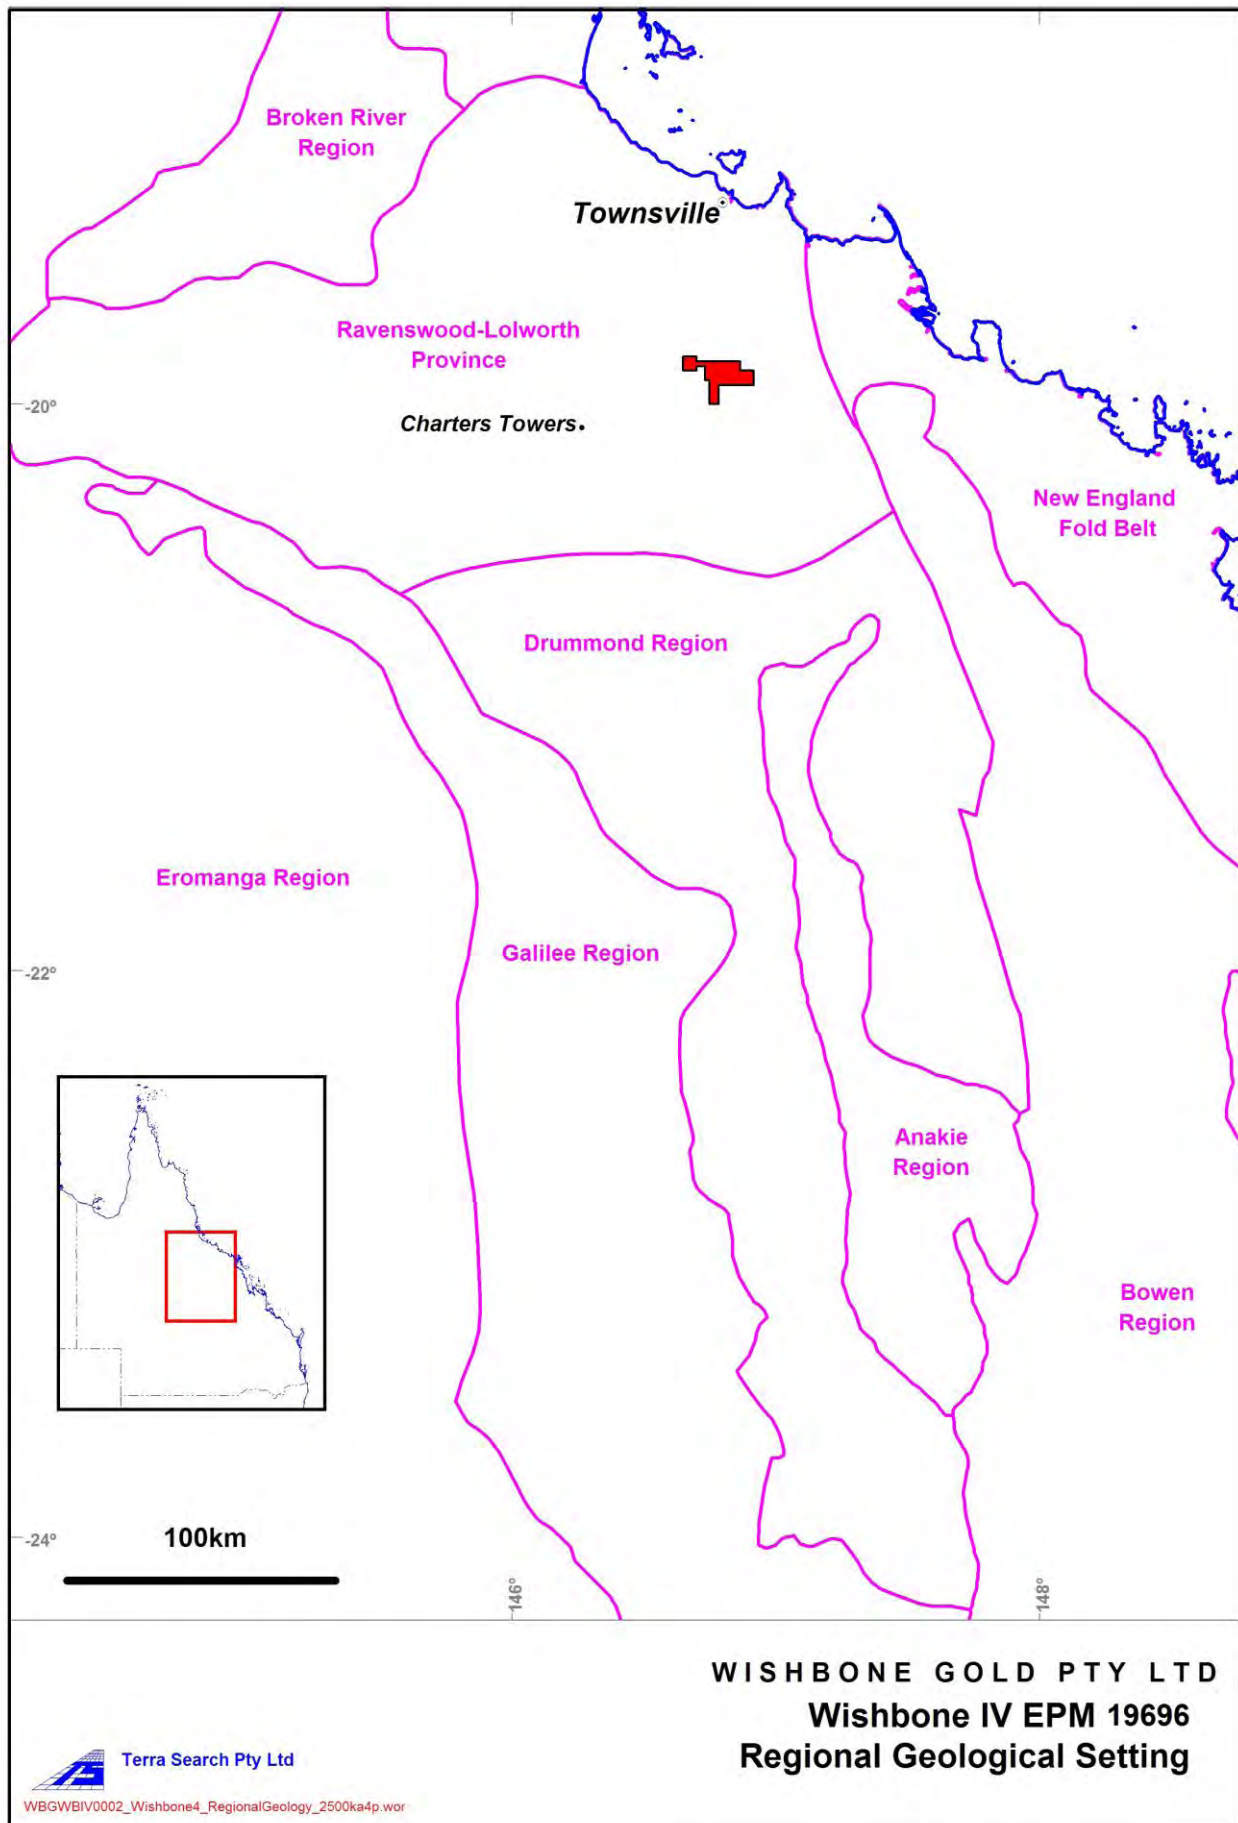 Broken River
Region
Townsville
Ravenswood-Lolworth
Province
-20°
Charters Towers
New England
Fold Belt
Drummond Region
Eromanga Region
Galilee Region
-22°
Anakie
Region
Bowen
Region
-24°
100km
146°
148°
WISHBONE GOLD PTY LTD
Wishbone IV EPM 19696
Regional Geological Setting
Terra Search Pty Ltd
WBGWBIV0002_Wishbone4_RegionalGeology_2500ka4p.wor